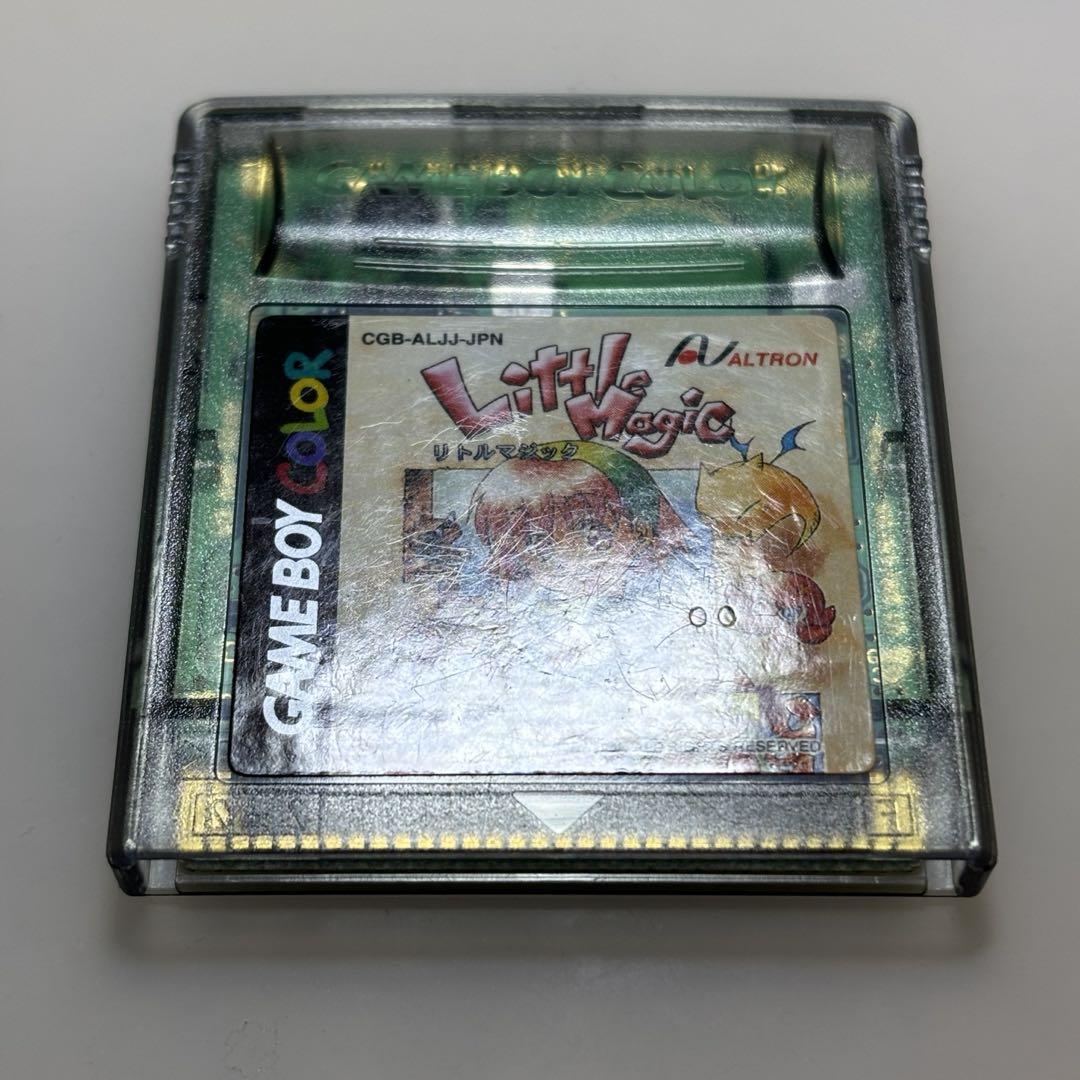 GAME BOY COLOR
GAME BOY COLOR
CGB-ALJJ-JPN
ALTRON
Little
Magic
リトルマジック
RESERVED